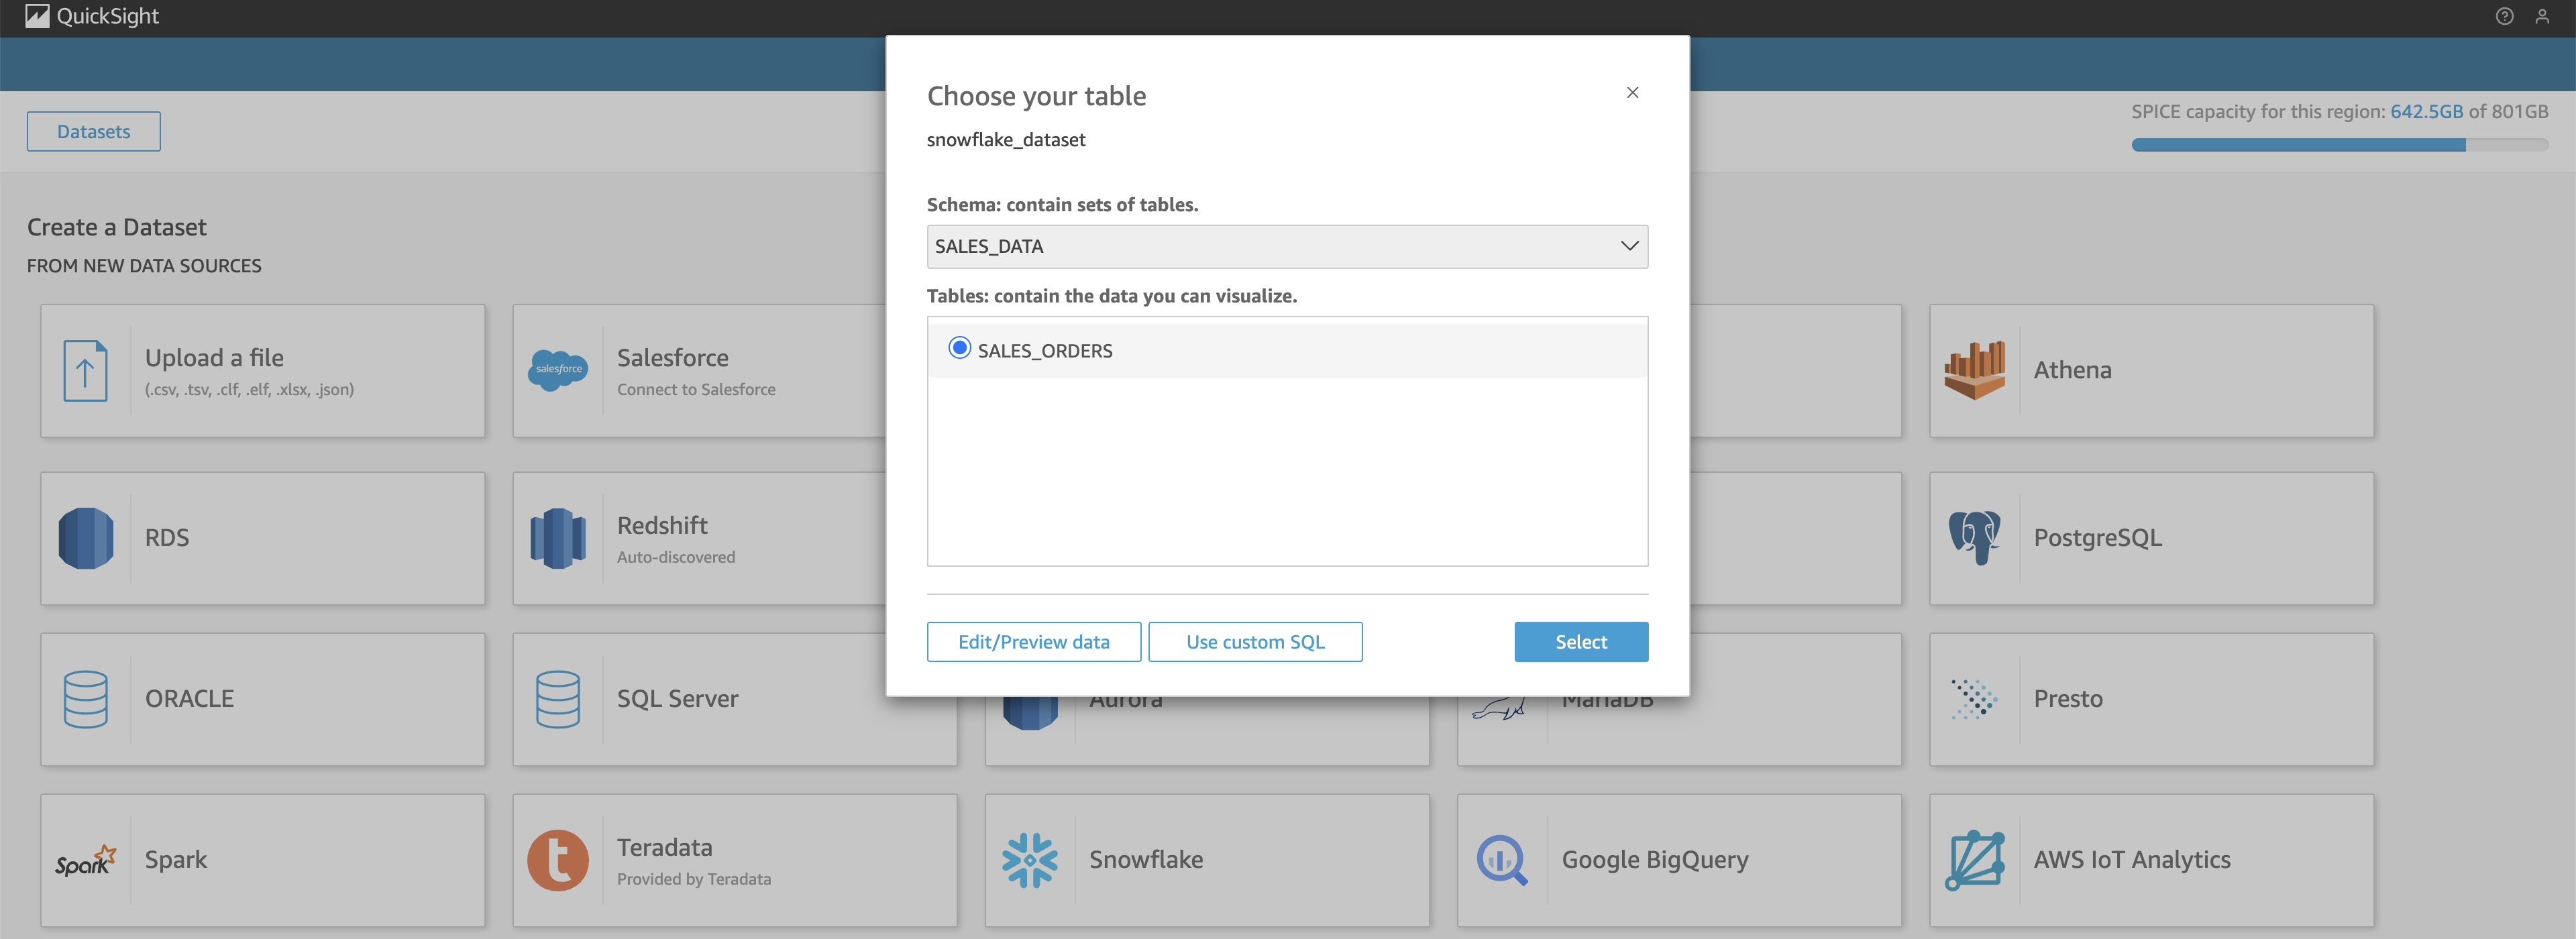 QuickSight
Datasets
SPICE capacity for this region: 642.5GB of 801GB
Create a Dataset
FROM NEW DATA SOURCES
Choose your table
snowflake_dataset
Schema: contain sets of tables.
SALES_DATA
Tables: contain the data you can visualize.
SALES_ORDERS
Edit/Preview data
Use custom SQL
Select
Upload a file
(.csv, .tsv, .clf, .elf, .xlsx, .json)
salesforce
Salesforce
Connect to Salesforce
Athena
RDS
Redshift
Auto-discovered
PostgreSQL
ORACLE
SQL Server
Aurora
MariaDB
Presto
Spark
Spark
t
Teradata
Provided by Teradata
Snowflake
Google BigQuery
AWS IoT Analytics